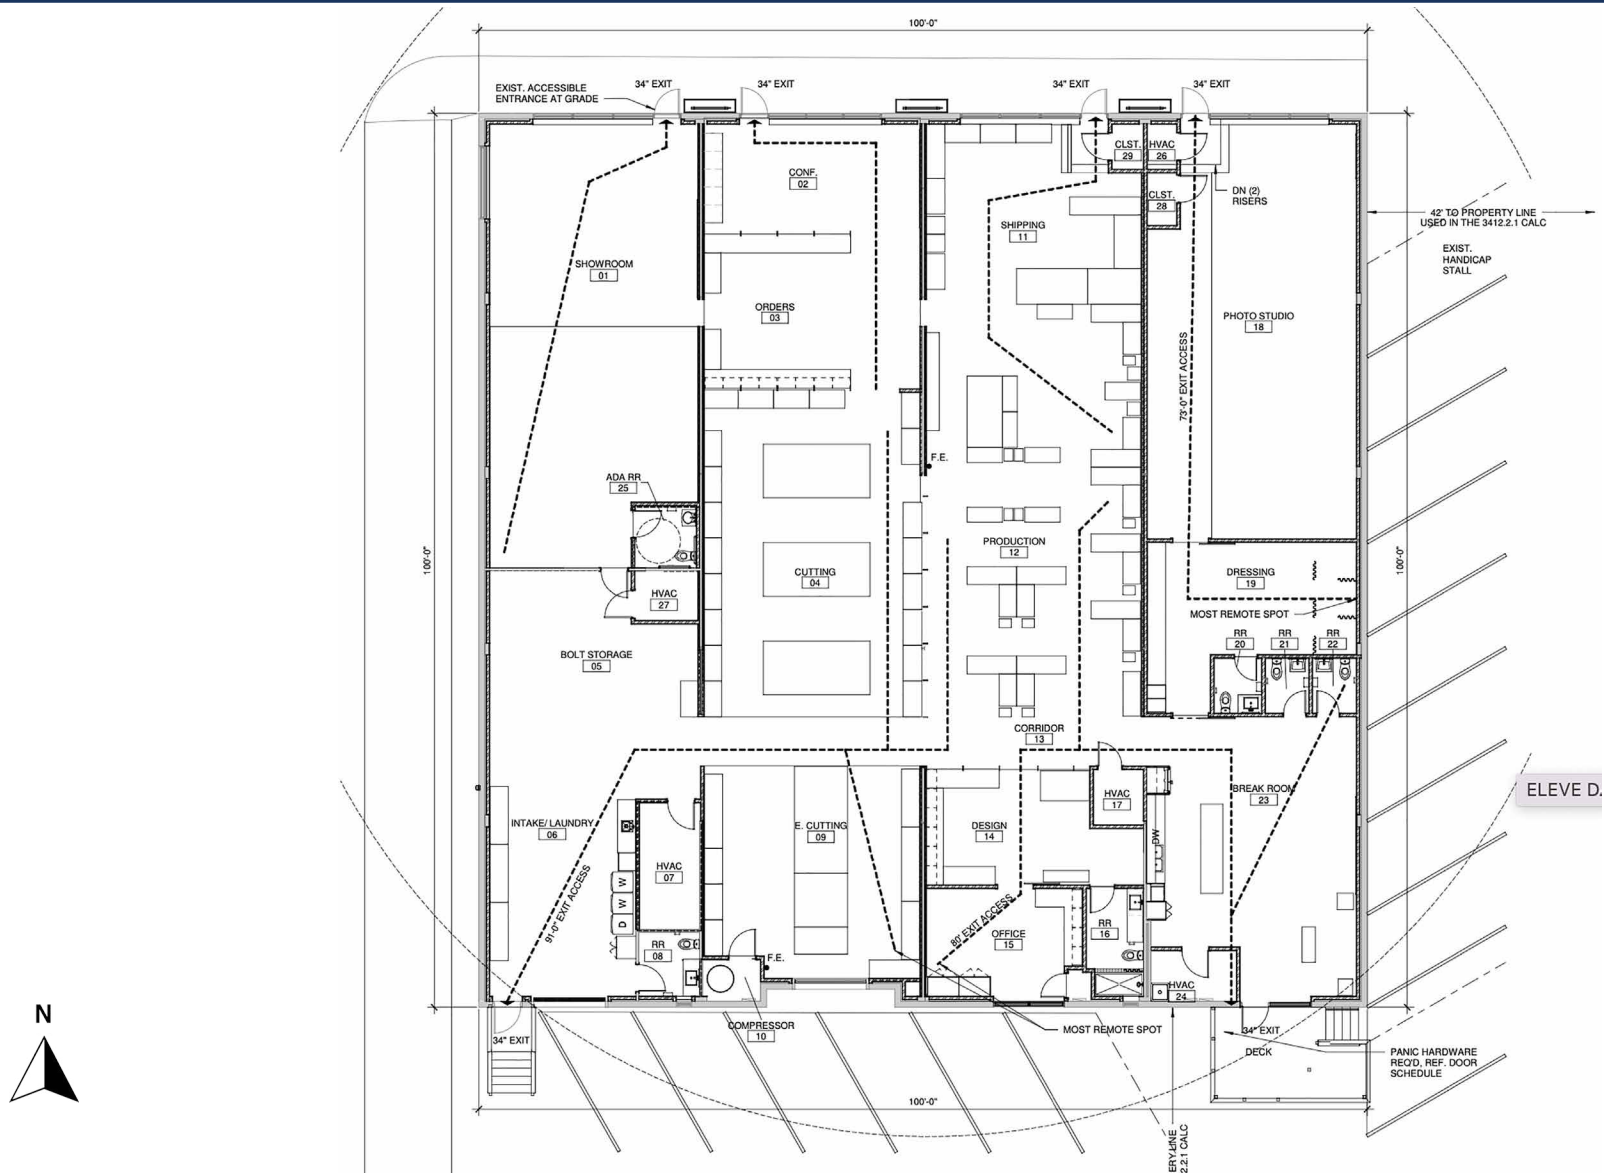 100'-0"
EXIST. ACCESSIBLE
ENTRANCE AT GRADE
34" EXIT
34" EXIT
34" EXIT
34" EXIT
CLST.
29
HVAC
26
CONF.
02
CLST.
28
DN (2)
RISERS
42' TO PROPERTY LINE
USED IN THE 3412.2.1 CALC
SHIPPING
11
EXIST.
HANDICAP
STALL
SHOWROOM
01
ORDERS
03
PHOTO STUDIO
18
73'-0" EXIT ACCESS
F.E.
ADA RR
25
100'-0"
100'-0"
PRODUCTION
12
CUTTING
04
DRESSING
19
HVAC
27
MOST REMOTE SPOT
RR
20
RR
21
RR
22
BOLT STORAGE
05
CORRIDOR
13
HVAC
17
BREAK ROOM
23
ELEVE D
INTAKE/ LAUNDRY
06
E. CUTTING
09
DESIGN
14
DW
HVAC
07
W
W
D
91'-0" EXIT ACCESS
80' EXIT ACCESS
OFFICE
15
RR
16
RR
08
F.E.
HVAC
24
N
34" EXIT
COMPRESSOR
10
MOST REMOTE SPOT
34" EXIT
DECK
PANIC HARDWARE
REQ'D, REF. DOOR
SCHEDULE
100'-0"
ERY LINE
2.2.1 CALC